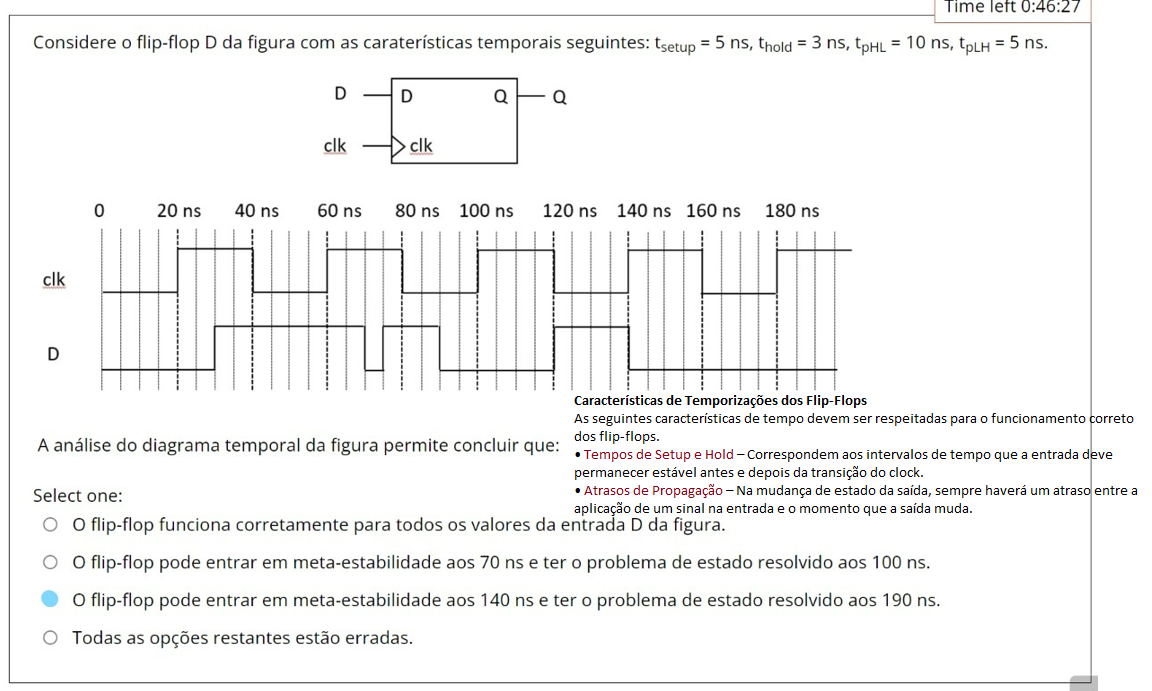 Time left 0:46:27
Considere o flip-flop D da figura com as caraterísticas temporais seguintes: tsetup = 5 ns, thold = 3 ns, tpHL = 10 ns, tpLH = 5 ns.
D D Q Q
clk clk
0 20 ns 40 ns 60 ns 80 ns 100 ns 120 ns 140 ns 160 ns 180 ns
clk
D
Características de Temporizações dos Flip-Flops
As seguintes características de tempo devem ser respeitadas para o funcionamento correto
dos flip-flops.
• Tempos de Setup e Hold – Correspondem aos intervalos de tempo que a entrada deve
permanecer estável antes e depois da transição do clock.
• Atrasos de Propagação – Na mudança de estado da saída, sempre haverá um atraso entre a
aplicação de um sinal na entrada e o momento que a saída muda.
A análise do diagrama temporal da figura permite concluir que:
Select one:
O flip-flop funciona corretamente para todos os valores da entrada D da figura.
O flip-flop pode entrar em meta-estabilidade aos 70 ns e ter o problema de estado resolvido aos 100 ns.
O flip-flop pode entrar em meta-estabilidade aos 140 ns e ter o problema de estado resolvido aos 190 ns.
Todas as opções restantes estão erradas.